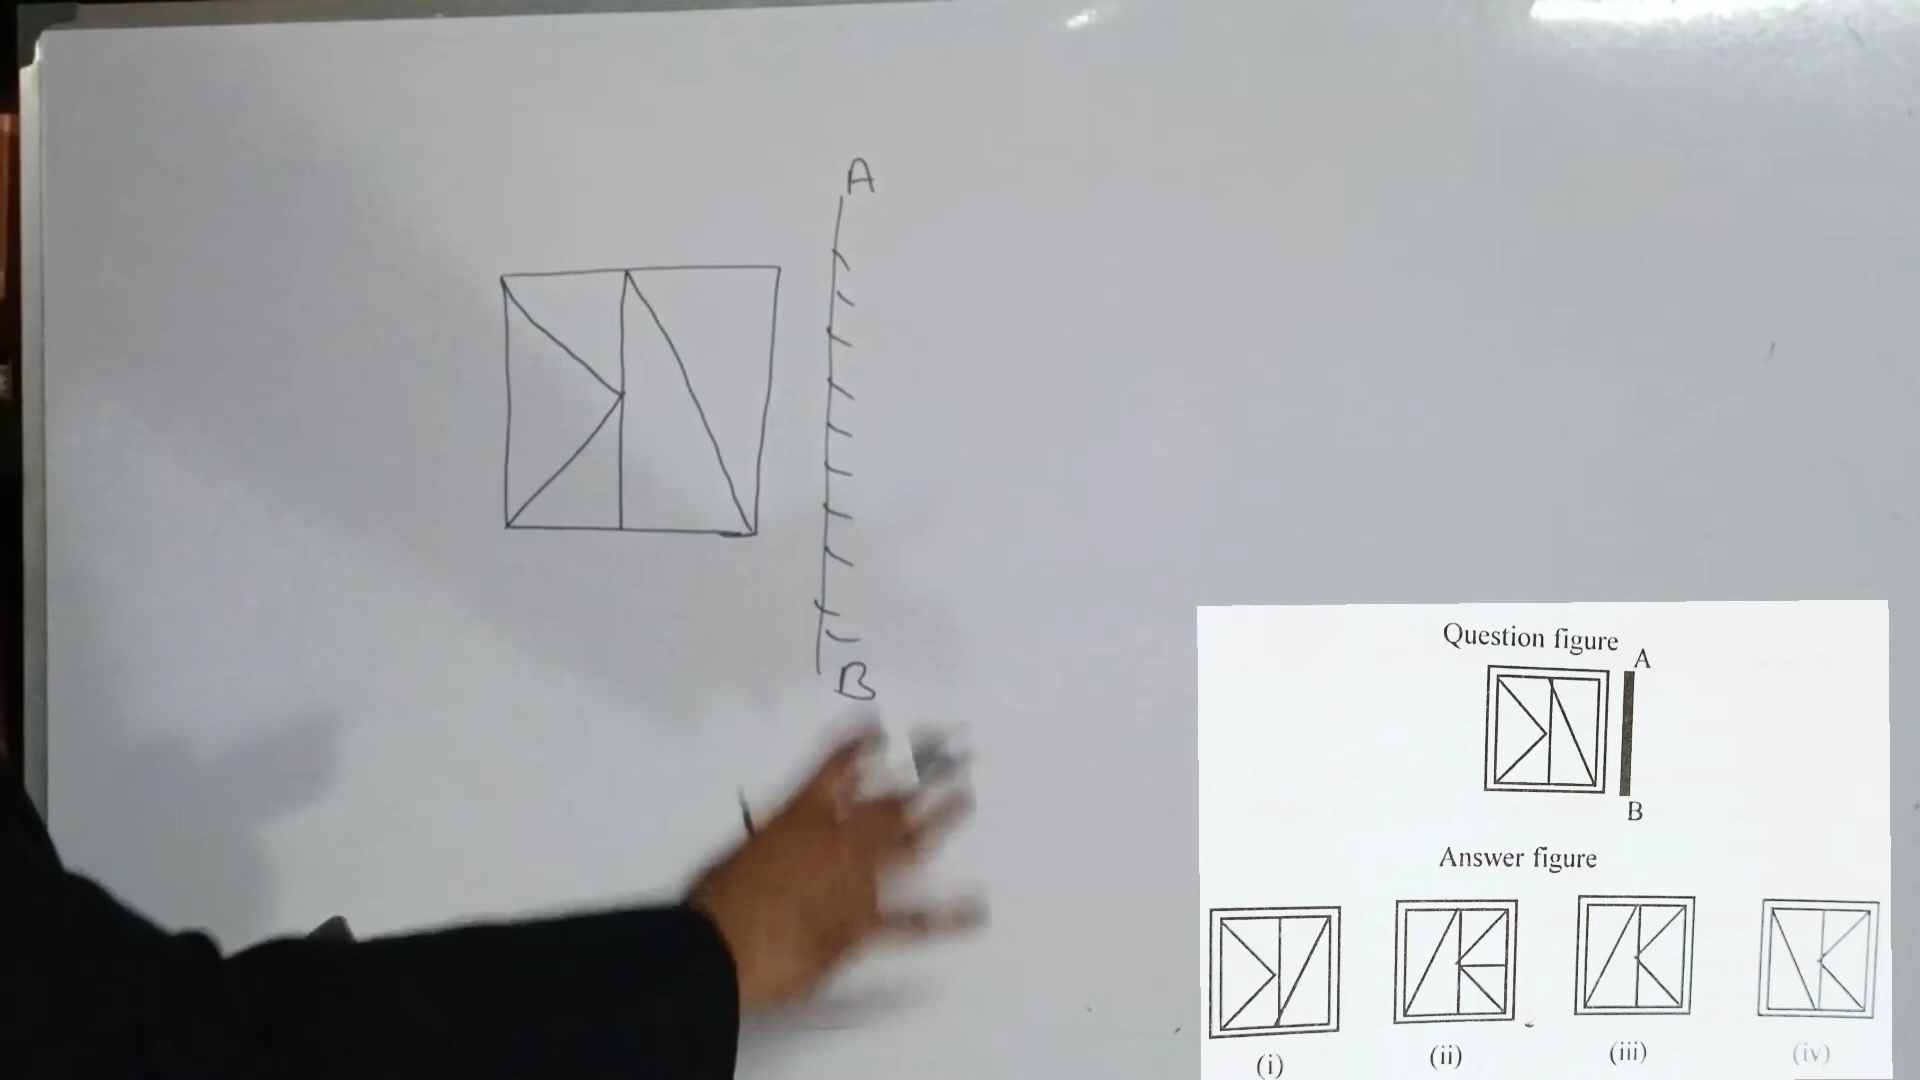 A
B
Question figure
A
B
Answer figure
(i) (ii) (iii) (iv)